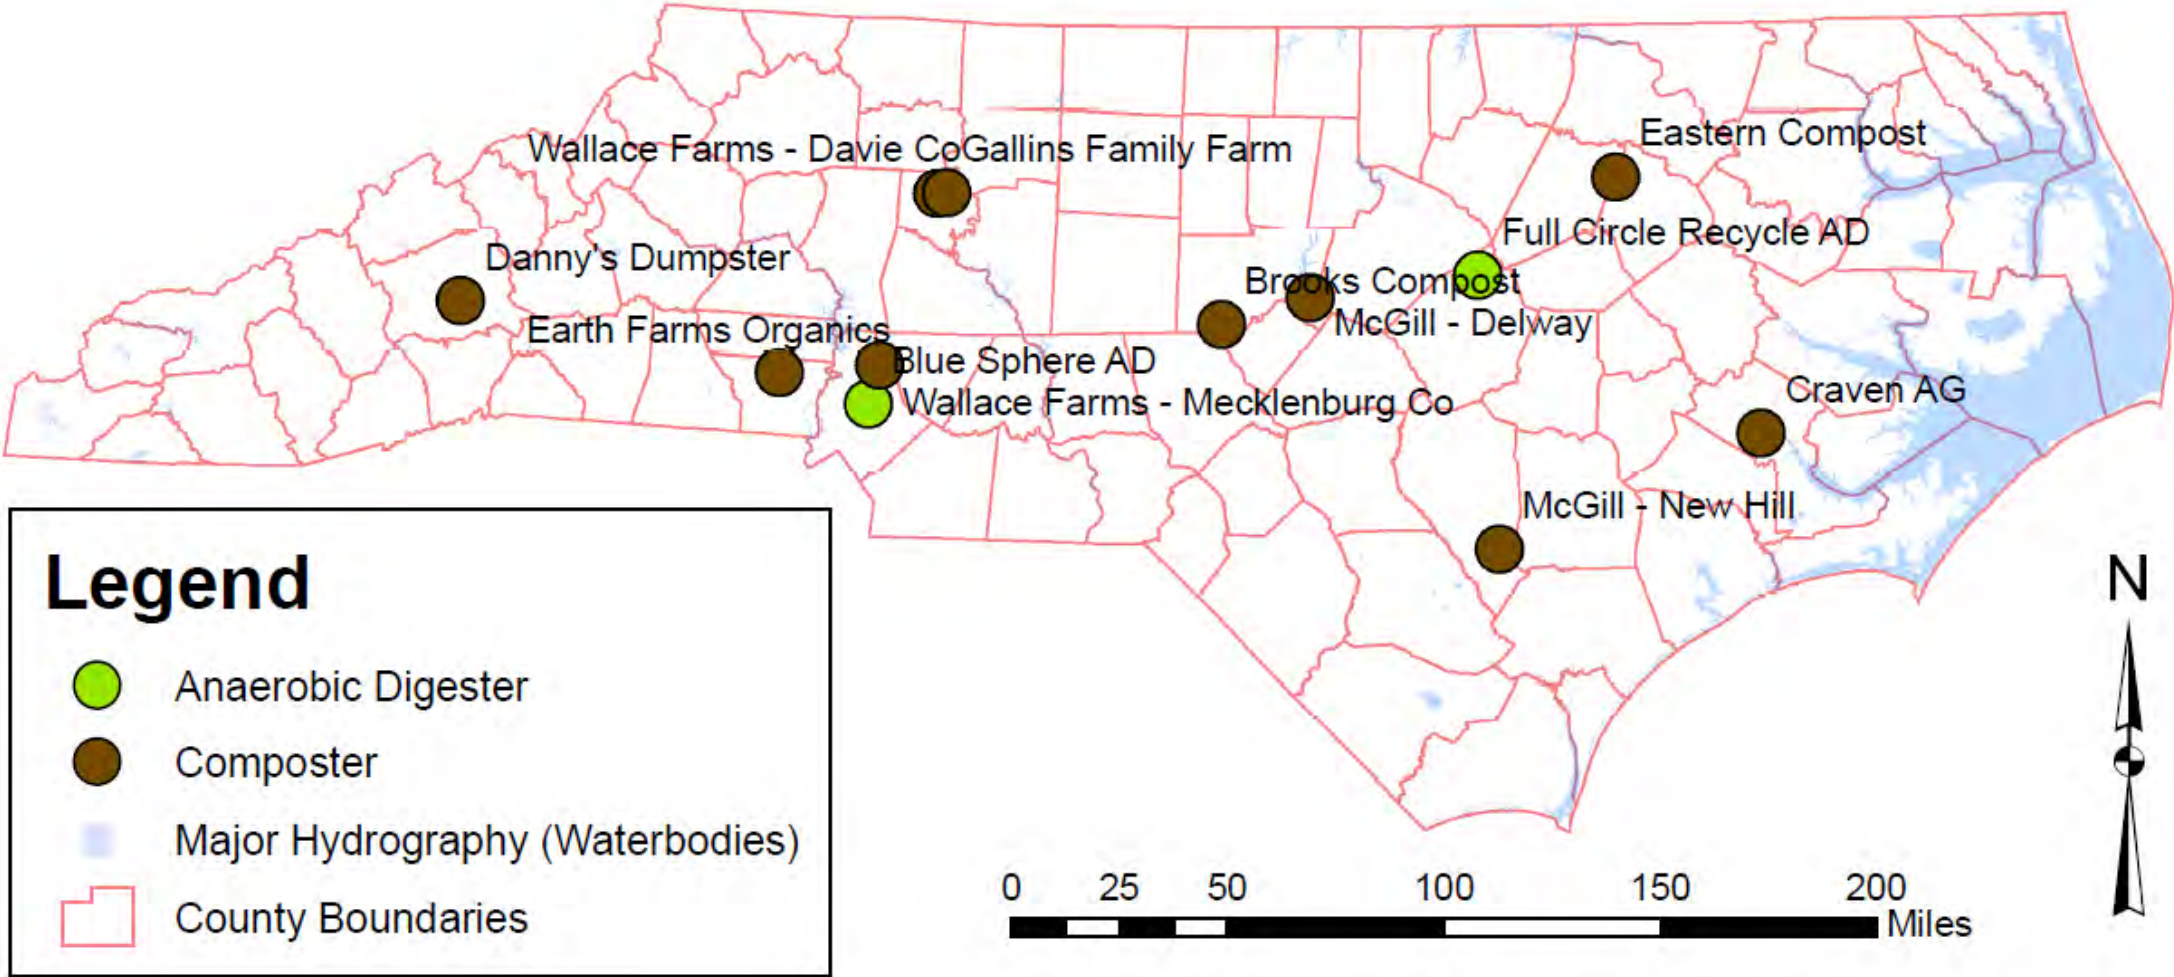 Eastern Compost
Wallace Farms - Davie CoGallins Family Farm
Full Circle Recycle AD
Danny's Dumpster
Brooks Compost
Earth Farms Organics
McGill - Delway
Blue Sphere AD
Wallace Farms - Mecklenburg Co
Craven AG
McGill - New Hill
Legend
Anaerobic Digester
Composter
Major Hydrography (Waterbodies)
County Boundaries
N
0 25 50 100 150 200
Miles